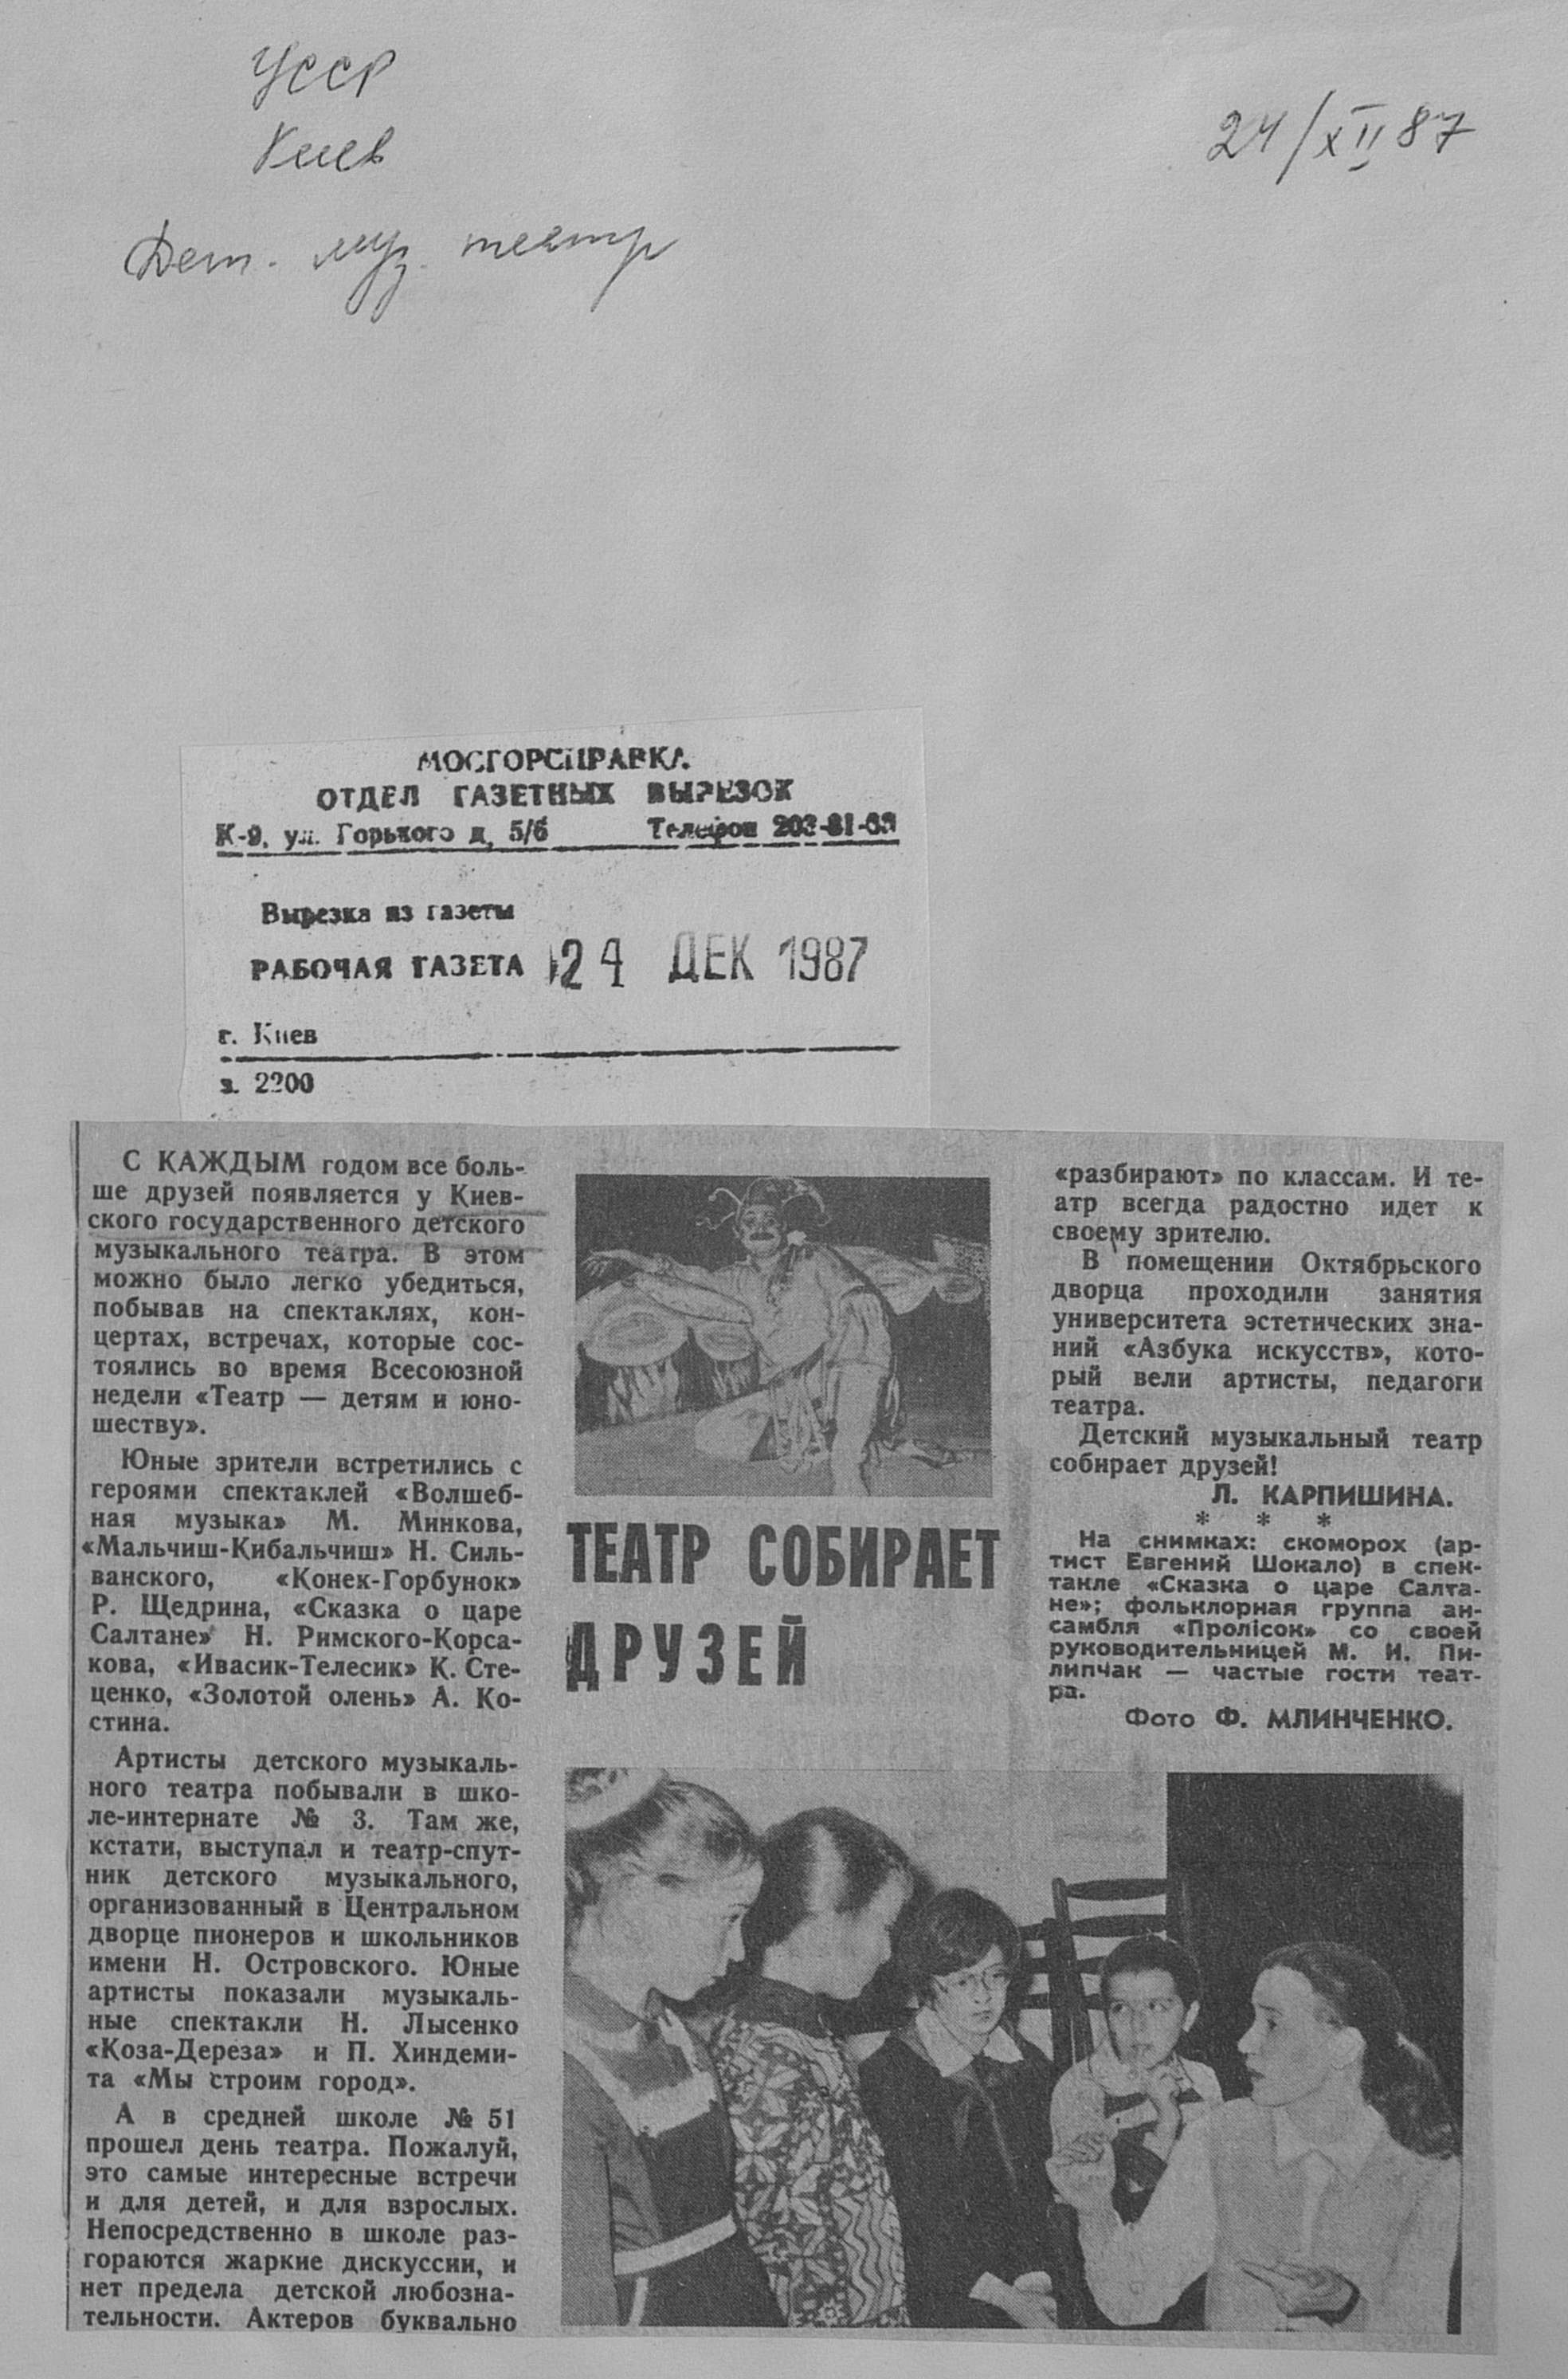 УССР
Киев
Дет. муз. театр
24/XII 87
МОСГОРСПРАВКА
ОТДЕЛ ГАЗЕТНЫХ ВЫРЕЗОК
К-9, ул. Горького д. 5/6 Телефон
Вырезка из газеты
РАБОЧАЯ ГАЗЕТА 24 ДЕК 1987
г. Киев
з. 2200
С КАЖДЫМ годом все боль-
ше друзей появляется у Киев-
ского государственного детского
музыкального театра. В этом
можно было легко убедиться,
побывав на спектаклях, кон-
цертах, встречах, которые сос-
тоялись во время Всесоюзной
недели «Театр — детям и юно-
шеству».
Юные зрители встретились с
героями спектаклей «Волшеб-
ная музыка» М. Минкова,
«Мальчиш-Кибальчиш» Н. Силь-
ванского, «Конек-Горбунок»
Р. Щедрина, «Сказка о царе
Салтане» Н. Римского-Корса-
кова, «Ивасик-Телесик» К. Сте-
ценко, «Золотой олень» А. Ко-
стина.
Артисты детского музыкаль-
ного театра побывали в шко-
ле-интернате № 3. Там же,
кстати, выступал и театр-спут-
ник детского музыкального,
организованный в Центральном
дворце пионеров и школьников
имени Н. Островского. Юные
артисты показали музыкаль-
ные спектакли Н. Лысенко
«Коза-Дереза» и П. Хиндеми-
та «Мы строим город».
А в средней школе № 51
прошел день театра. Пожалуй,
это самые интересные встречи
и для детей, и для взрослых.
Непосредственно в школе раз-
гораются жаркие дискуссии, и
нет предела детской любозна-
тельности. Актеров буквально
ТЕАТР СОБИРАЕТ
ДРУЗЕЙ
«разбирают» по классам. И те-
атр всегда радостно идет к
своему зрителю.
В помещении Октябрьского
дворца проходили занятия
университета эстетических зна-
ний «Азбука искусств», кото-
рый вели артисты, педагоги
театра.
Детский музыкальный театр
собирает друзей!
Л. КАРПИШИНА.
* * *
На снимках: скоморох (ар-
тист Евгений Шокало) в спек-
такле «Сказка о царе Салта-
не»; фольклорная группа ан-
самбля «Пролісок» со своей
руководительницей М. И. Пи-
липчак — частые гости теат-
ра.
Фото Ф. МЛИНЧЕНКО.